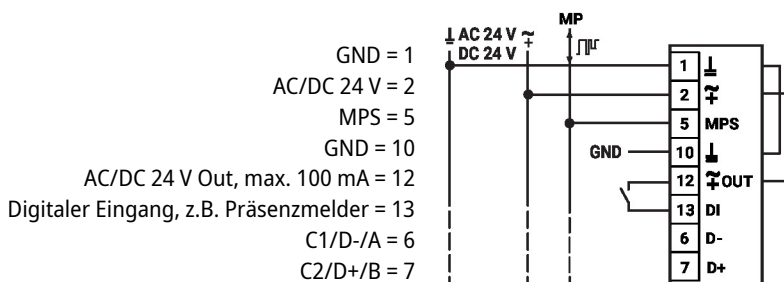 GND = 1
AC/DC 24 V = 2
MPS = 5
GND = 10
AC/DC 24 V Out, max. 100 mA = 12
Digitaler Eingang, z.B. Präsenzmelder = 13
C1/D-/A = 6
C2/D+/B = 7
MP
⊥ AC 24 V ~
DC 24 V +
1 ⊥
2 ~ +
5 MPS
GND 10 ⊥
12 ~ + OUT
13 DI
6 D-
7 D+